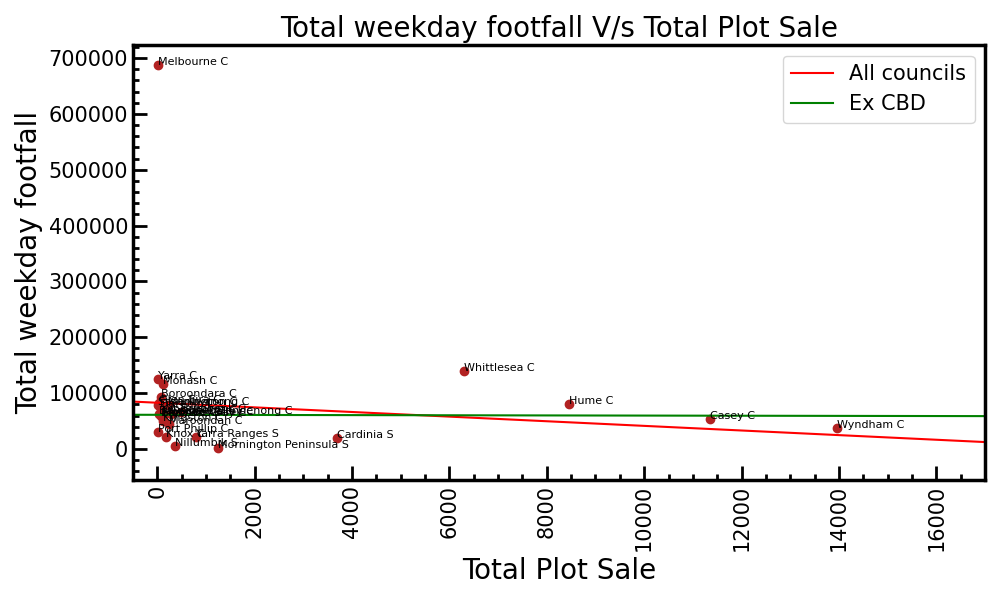 Total weekday footfall V/s Total Plot Sale
All councils
Ex CBD
Total weekday footfall
700000
600000
500000
400000
300000
200000
100000
0
Melbourne C
Yarra C
Monash C
Boroondara C
Whittlesea C
Hume C
Casey C
Wyndham C
Port Phillip C
Knox
Yarra Ranges S
Nillumbik S
Mornington Peninsula S
Cardinia S
0
2000
4000
6000
8000
10000
12000
14000
16000
Total Plot Sale